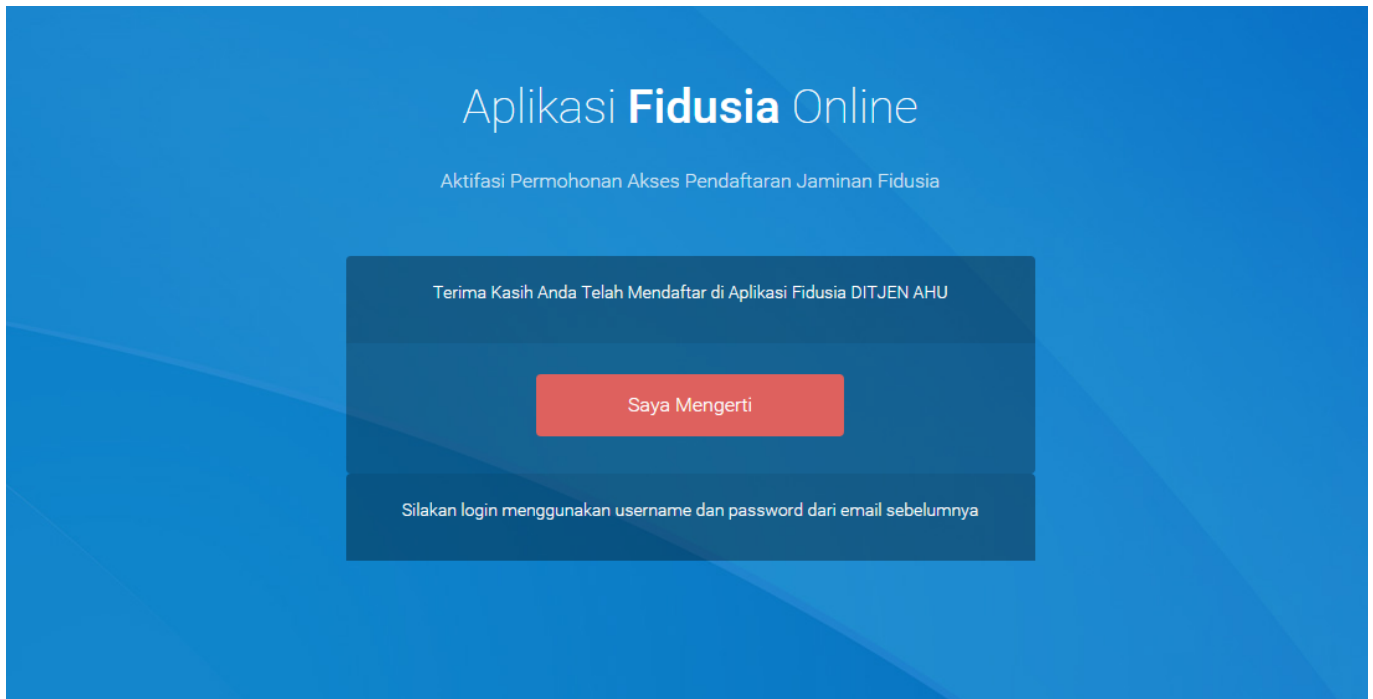 Aplikasi Fidusia Online
Aktifasi Permohonan Akses Pendaftaran Jaminan Fidusia
Terima Kasih Anda Telah Mendaftar di Aplikasi Fidusia DITJEN AHU
Saya Mengerti
Silakan login menggunakan username dan password dari email sebelumnya